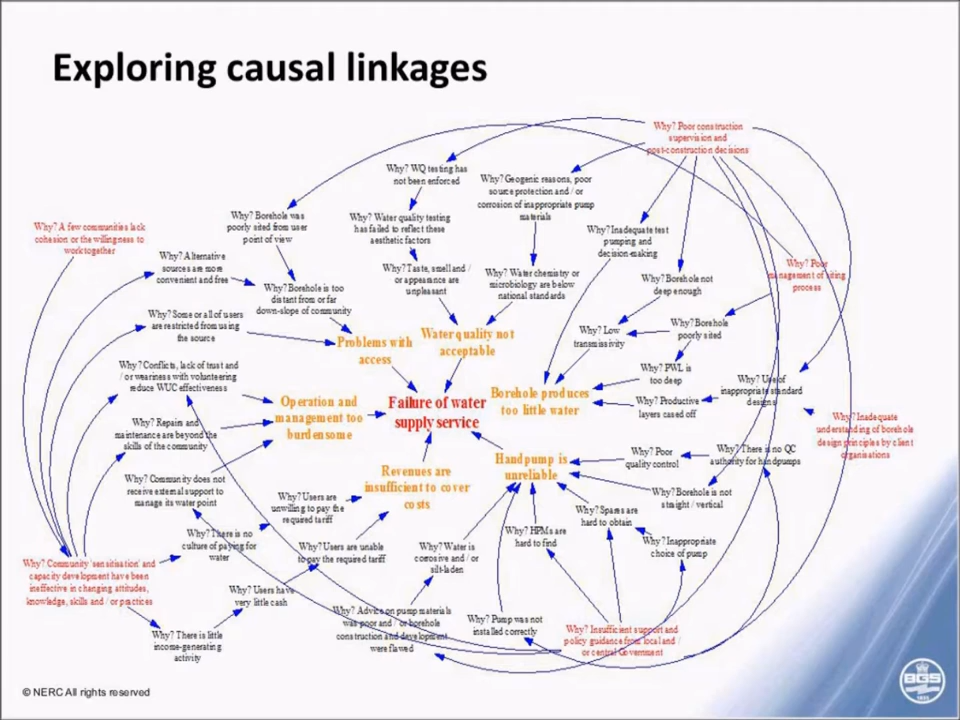 Exploring causal linkages
Why? Poor construction
supervision and
post-construction decisions
Why? WQ testing has
not been enforced
Why? Geogenic reasons, poor
source protection and / or
corrosion of inappropriate pump
materials
Why? Borehole was
poorly sited from user
point of view
Why? Water quality testing
has failed to reflect these
aesthetic factors
Why? Inadequate test
pumping and
decision-making
Why? A few communities lack
cohesion or the willingness to
work together
Why? Alternative
sources are more
convenient and free
Why? Taste, smell and /
or appearance are
unpleasant
Why? Water chemistry or
microbiology are below
national standards
Why? Poor
management of siting
process
Why? Borehole not
deep enough
Why? Borehole is too
distant from or far
down-slope of community
Why? Some or all of users
are restricted from using
the source
Problems with
access
Water quality not
acceptable
Why? Low
transmissivity
Why? Borehole
poorly sited
Why? Conflicts, lack of trust and
/ or weariness with volunteering
reduce WUC effectiveness
Why? PWL is
too deep
Why? Use of
inappropriate standard
designs
Operation and
management too
burdensome
Failure of water
supply service
Borehole produces
too little water
Why? Productive
layers cased off
Why? Inadequate
understanding of borehole
design principles by client
organisations
Why? Repairs and
maintenance are beyond the
skills of the community
Why? Community does not
receive external support to
manage its water point
Revenues are
insufficient to cover
costs
Handpump is
unreliable
Why? Poor
quality control
Why? There is no QC
authority for handpumps
Why? Users are
unwilling to pay the
required tariff
Why? Borehole is not
straight / vertical
Why? Spares are
hard to obtain
Why? There is no
culture of paying for
water
Why? Users are unable
to pay the required tariff
Why? Water is
corrosive and / or
silt-laden
Why? HPMs are
hard to find
Why? Inappropriate
choice of pump
Why? Community 'sensitisation' and
capacity development have been
ineffective in changing attitudes,
knowledge, skills and / or practices
Why? Users have
very little cash
Why? Advice on pump materials
was poor and / or borehole
construction and development
were flawed
Why? Pump was not
installed correctly
Why? Insufficient support and
policy guidance from local and /
or central Government
Why? There is little
income-generating
activity
© NERC All rights reserved
BGS